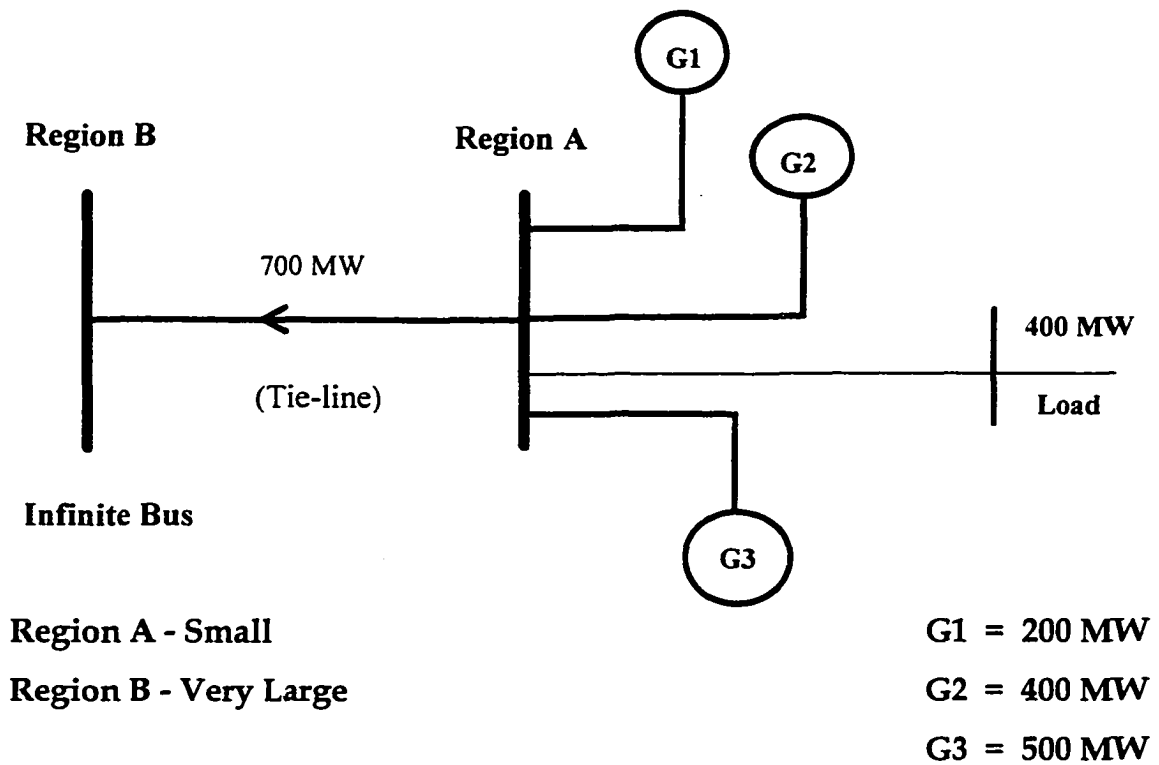 G1
Region B
Region A
G2
700 MW
400 MW
(Tie-line)
Load
Infinite Bus
G3
Region A - Small
G1 = 200 MW
Region B - Very Large
G2 = 400 MW
G3 = 500 MW